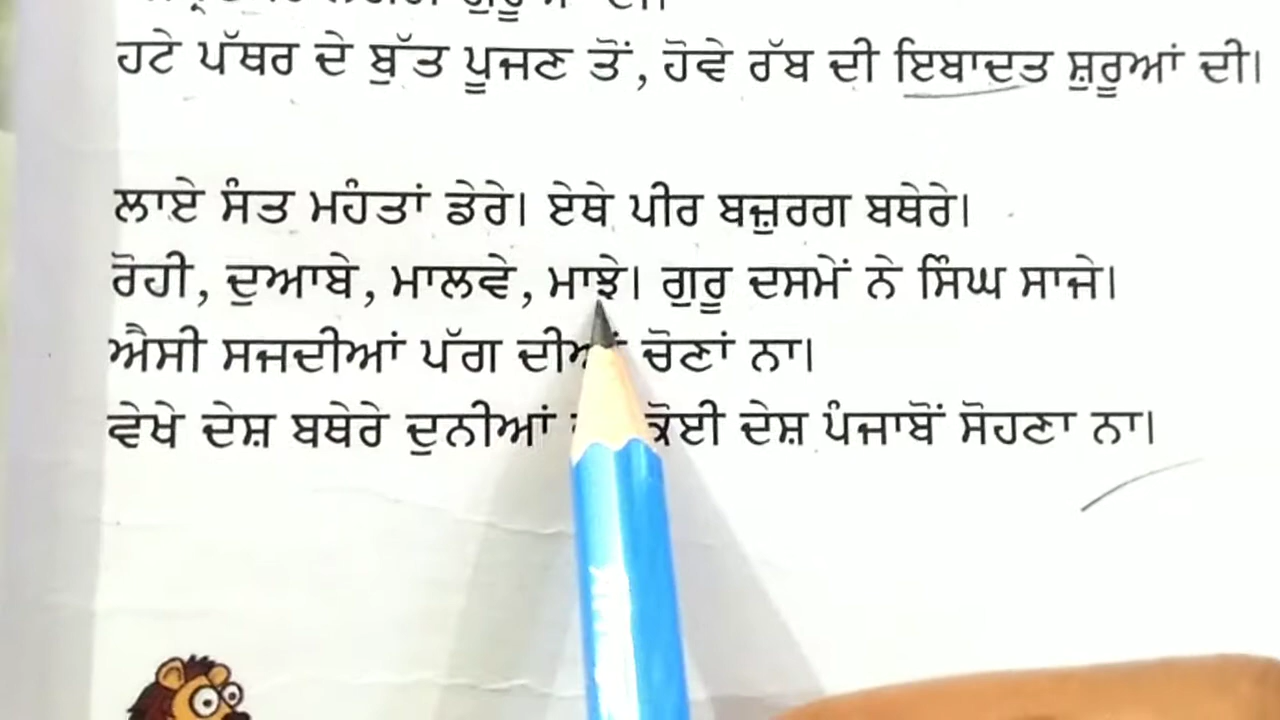 ਹਟੇ ਪੱਥਰ ਦੇ ਬੁੱਤ ਪੂਜਣ ਤੋਂ, ਹੋਵੇ ਰੱਬ ਦੀ ਇਬਾਦਤ ਸ਼ੁਰੂਆਂ ਦੀ।
ਲਾਏ ਸੰਤ ਮਹੰਤਾਂ ਡੇਰੇ। ਏਥੇ ਪੀਰ ਬਜ਼ੁਰਗ ਬਥੇਰੇ।
ਰੋਹੀ, ਦੁਆਬੇ, ਮਾਲਵੇ, ਮਾਝੇ। ਗੁਰੂ ਦਸਮੇਂ ਨੇ ਸਿੰਘ ਸਾਜੇ।
ਐਸੀ ਸਜਦੀਆਂ ਪੱਗ ਦੀਆਂ ਚੋਣਾਂ ਨਾ।
ਵੇਖੇ ਦੇਸ਼ ਬਥੇਰੇ ਦੁਨੀਆਂ ਕੋਈ ਦੇਸ਼ ਪੰਜਾਬੋਂ ਸੋਹਣਾ ਨਾ।